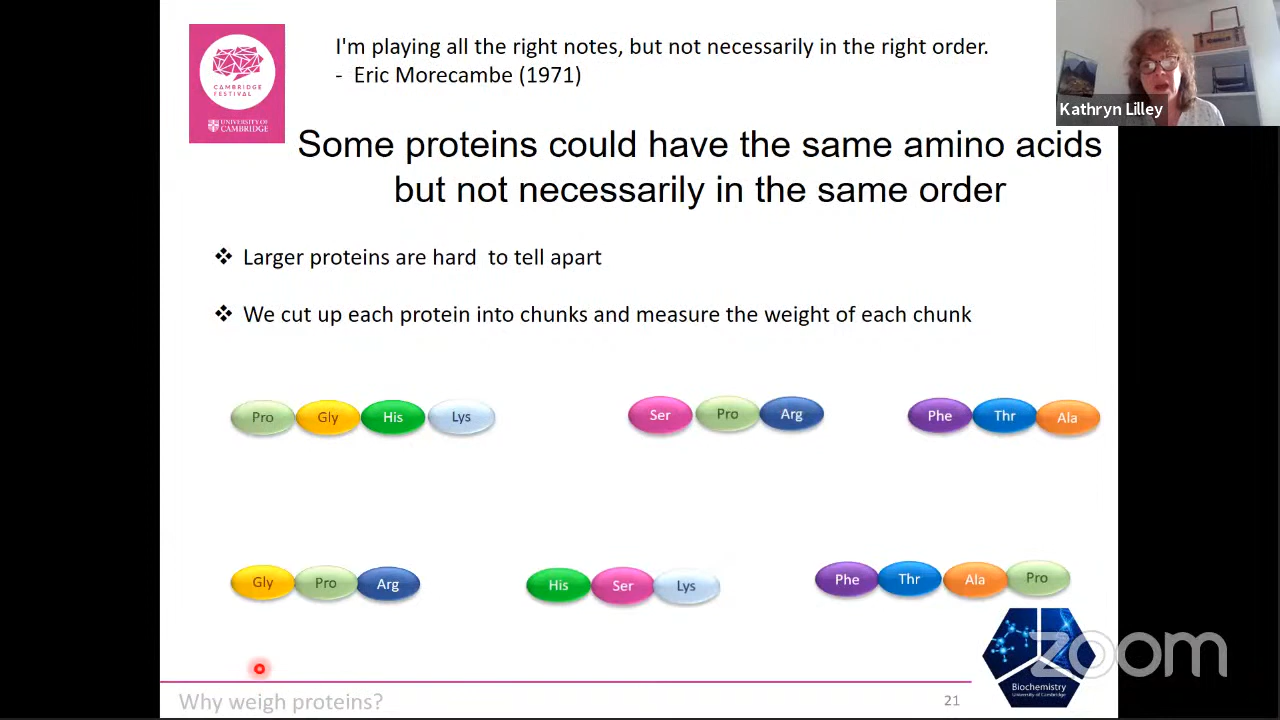 I'm playing all the right notes, but not necessarily in the right order.
- Eric Morecambe (1971)
CAMBRIDGE
FESTIVAL
UNIVERSITY OF
CAMBRIDGE
Kathryn Lilley
Some proteins could have the same amino acids
but not necessarily in the same order
❖ Larger proteins are hard to tell apart
❖ We cut up each protein into chunks and measure the weight of each chunk
Pro Gly His Lys
Ser Pro Arg
Phe Thr Ala
Gly Pro Arg
His Ser Lys
Phe Thr Ala Pro
zoom
Biochemistry
University of Cambridge
Why weigh proteins?
21